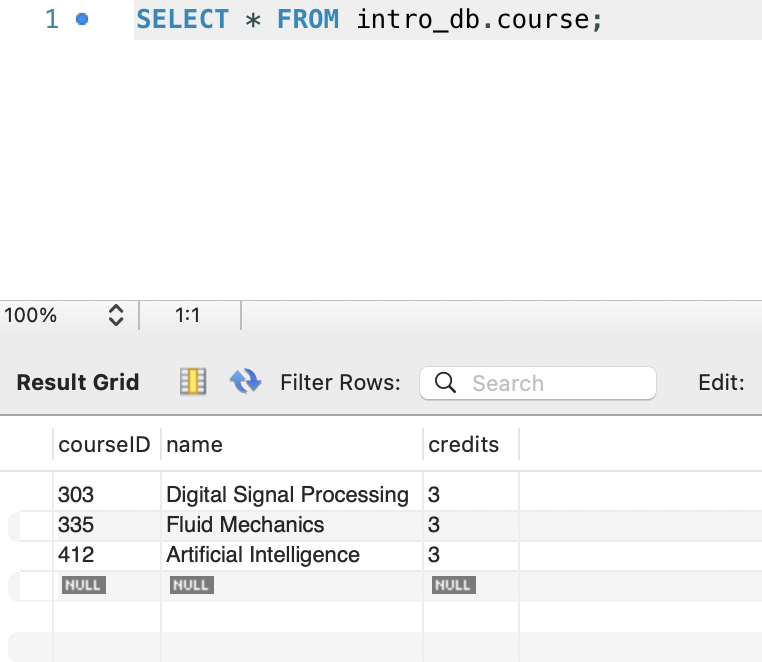 1 SELECT * FROM intro_db.course;
100% 1:1
Result Grid Filter Rows: Search Edit:
courseID name credits
303 Digital Signal Processing 3
335 Fluid Mechanics 3
412 Artificial Intelligence 3
NULL NULL NULL